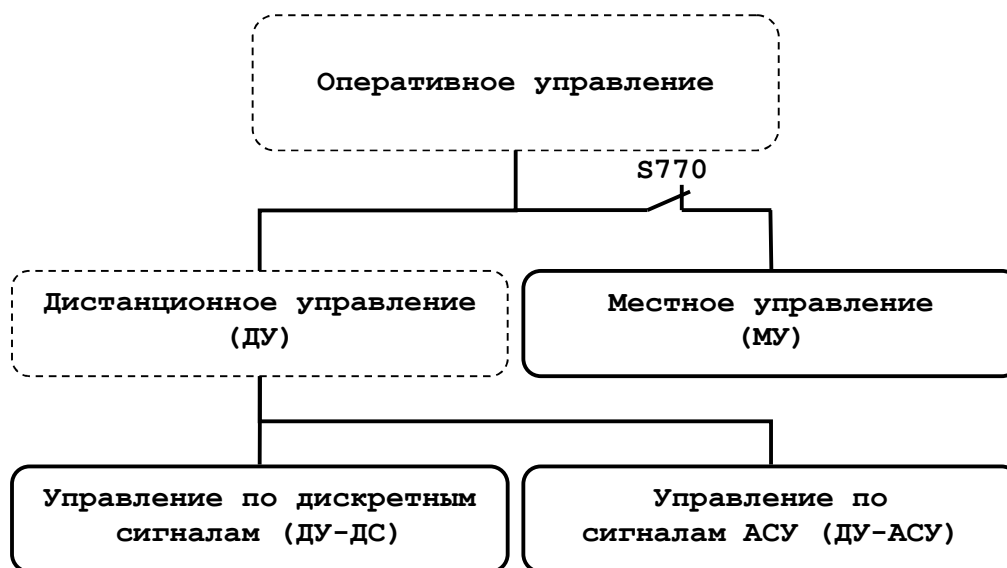 Оперативное управление
S770
Дистанционное управление
(ДУ)
Местное управление
(МУ)
Управление по дискретным
сигналам (ДУ-ДС)
Управление по
сигналам АСУ (ДУ-АСУ)